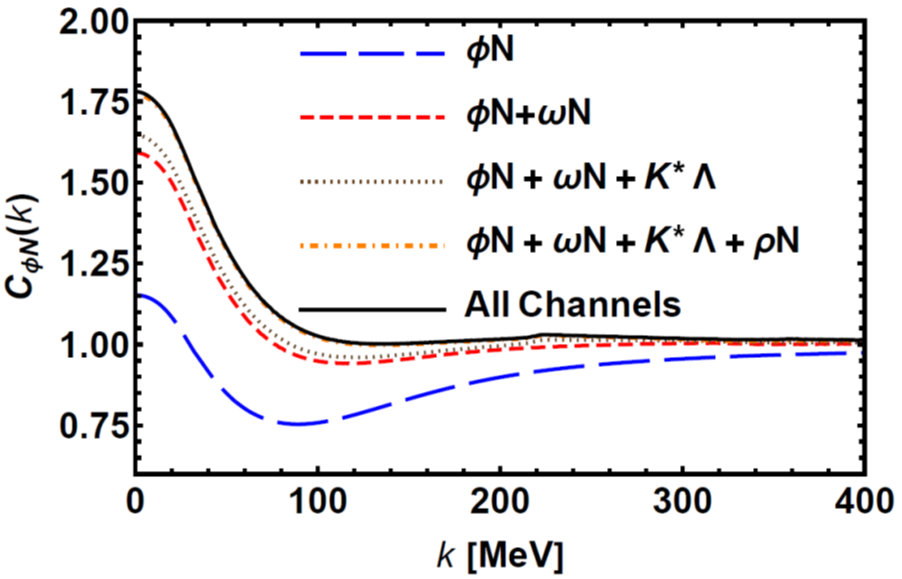 2.00
1.75
1.50
1.25
1.00
0.75
C_ϕN(k)
ϕN
ϕN+ωN
ϕN + ωN + K* Λ
ϕN + ωN + K* Λ + ρN
All Channels
0 100 200 300 400
k [MeV]